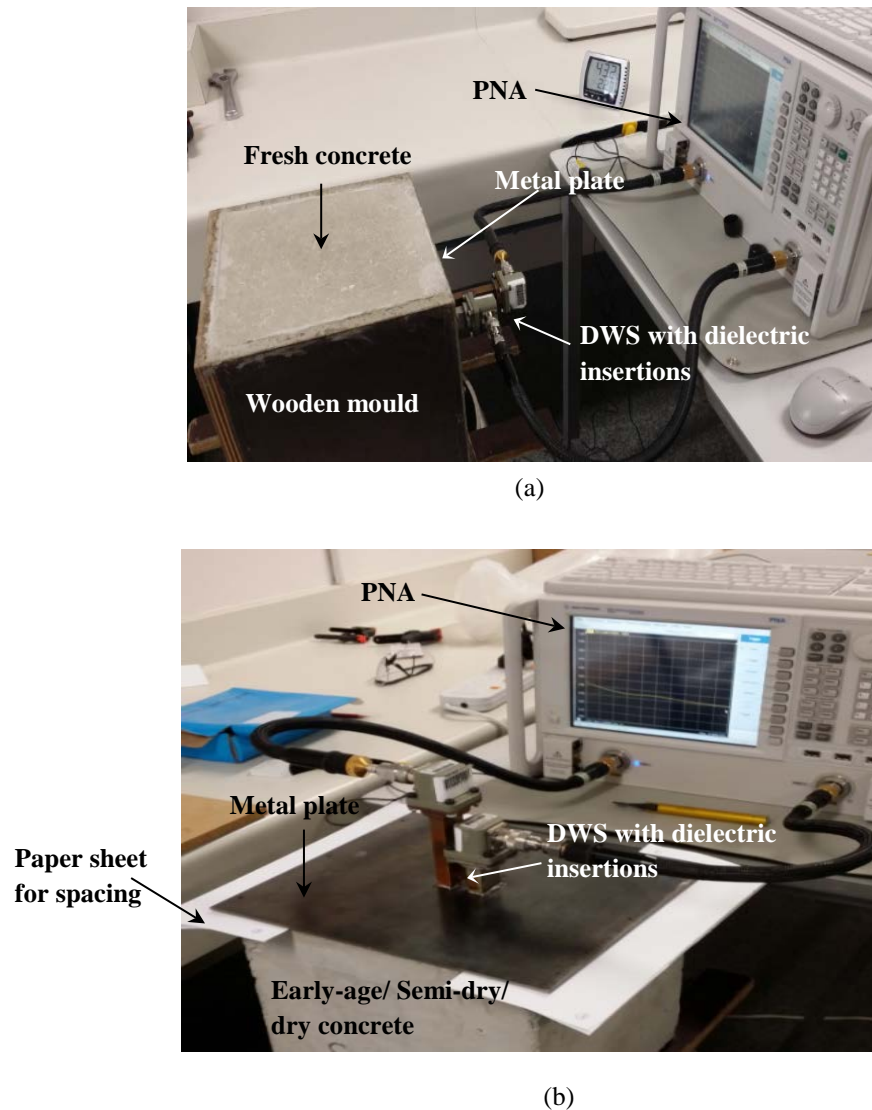 PNA
Fresh concrete
Metal plate
DWS with dielectric
insertions
Wooden mould
(a)
PNA
Metal plate
DWS with dielectric
insertions
Paper sheet
for spacing
Early-age/ Semi-dry/
dry concrete
(b)